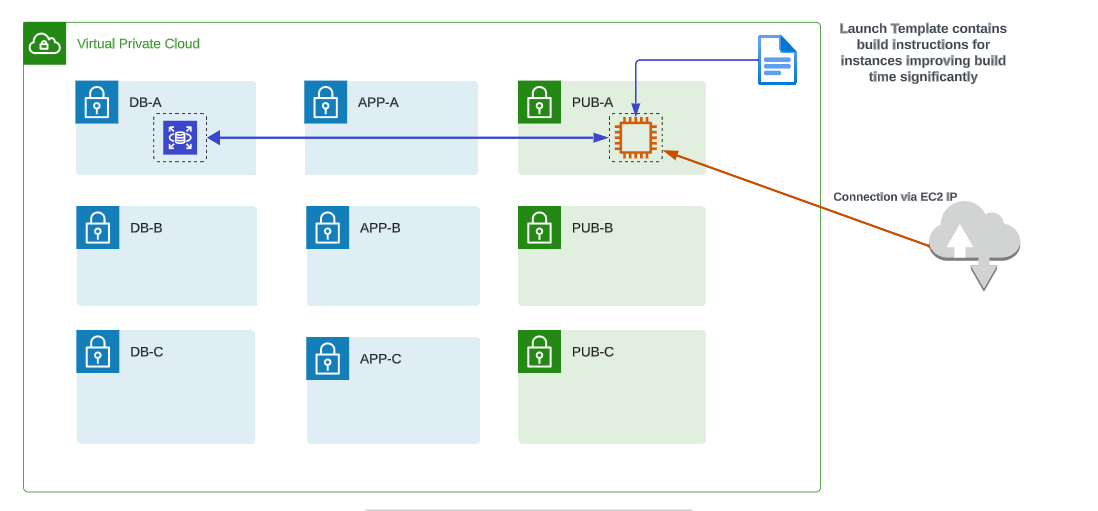 Virtual Private Cloud
Launch Template contains
build instructions for
instances improving build
time significantly
DB-A
APP-A
PUB-A
Connection via EC2 IP
DB-B
APP-B
PUB-B
DB-C
APP-C
PUB-C